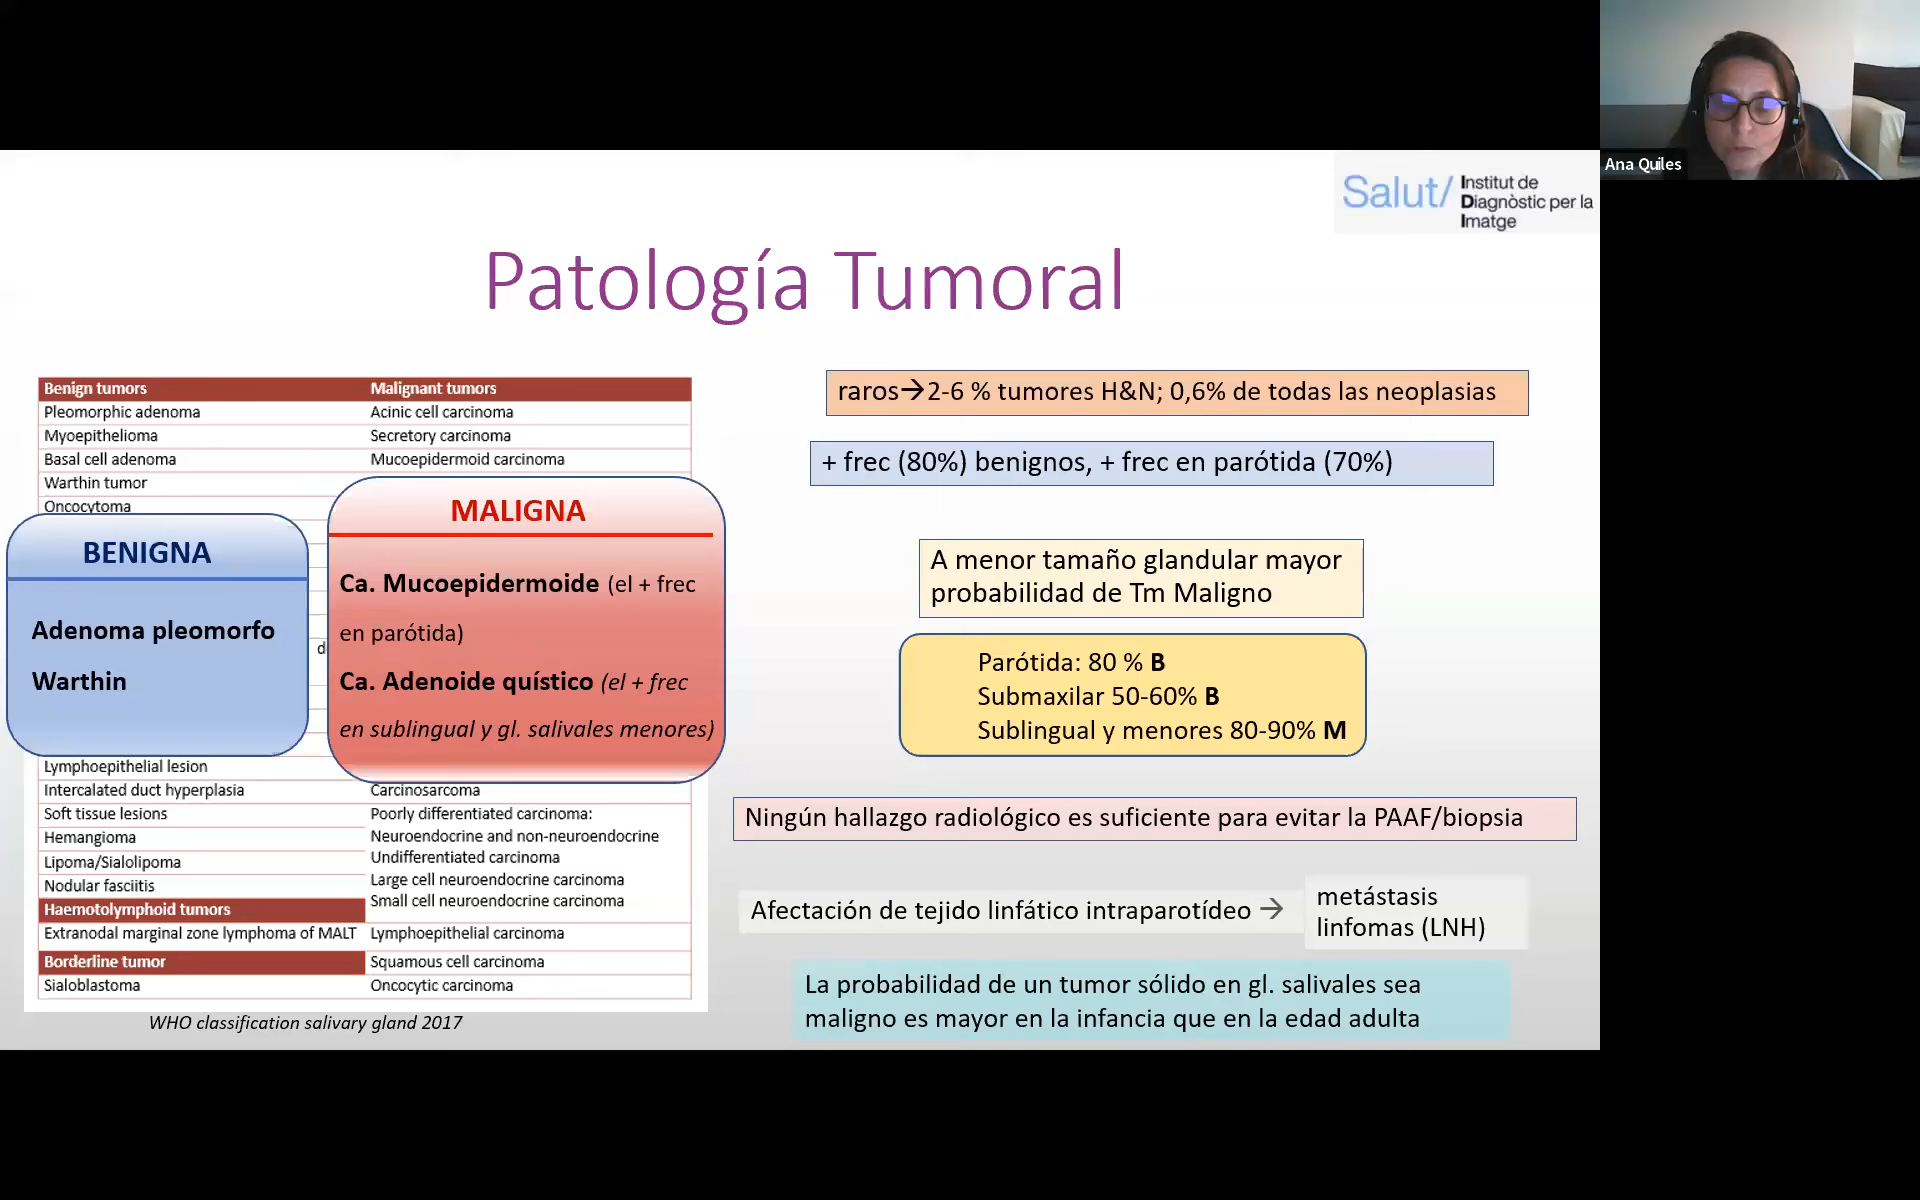 Ana Quiles
Salut/ Institut de
Diagnòstic per la
Imatge
Patología Tumoral
Benign tumors
Malignant tumors
Pleomorphic adenoma
Acinic cell carcinoma
Myoepithelioma
Secretory carcinoma
Basal cell adenoma
Mucoepidermoid carcinoma
Warthin tumor
Oncocytoma
BENIGNA
Adenoma pleomorfo
Warthin
d
MALIGNA
Ca. Mucoepidermoide (el + frec
en parótida)
Ca. Adenoide quístico (el + frec
en sublingual y gl. salivales menores)
Lymphoepithelial lesion
Intercalated duct hyperplasia
Carcinosarcoma
Soft tissue lesions
Poorly differentiated carcinoma:
Hemangioma
Neuroendocrine and non-neuroendocrine
Lipoma/Sialolipoma
Undifferentiated carcinoma
Nodular fasciitis
Large cell neuroendocrine carcinoma
Haemotolymphoid tumors
Small cell neuroendocrine carcinoma
Extranodal marginal zone lymphoma of MALT
Lymphoepithelial carcinoma
Borderline tumor
Squamous cell carcinoma
Sialoblastoma
Oncocytic carcinoma
WHO classification salivary gland 2017
raros→2-6 % tumores H&N; 0,6% de todas las neoplasias
+ frec (80%) benignos, + frec en parótida (70%)
A menor tamaño glandular mayor
probabilidad de Tm Maligno
Parótida: 80 % B
Submaxilar 50-60% B
Sublingual y menores 80-90% M
Ningún hallazgo radiológico es suficiente para evitar la PAAF/biopsia
Afectación de tejido linfático intraparotídeo →
metástasis
linfomas (LNH)
La probabilidad de un tumor sólido en gl. salivales sea
maligno es mayor en la infancia que en la edad adulta